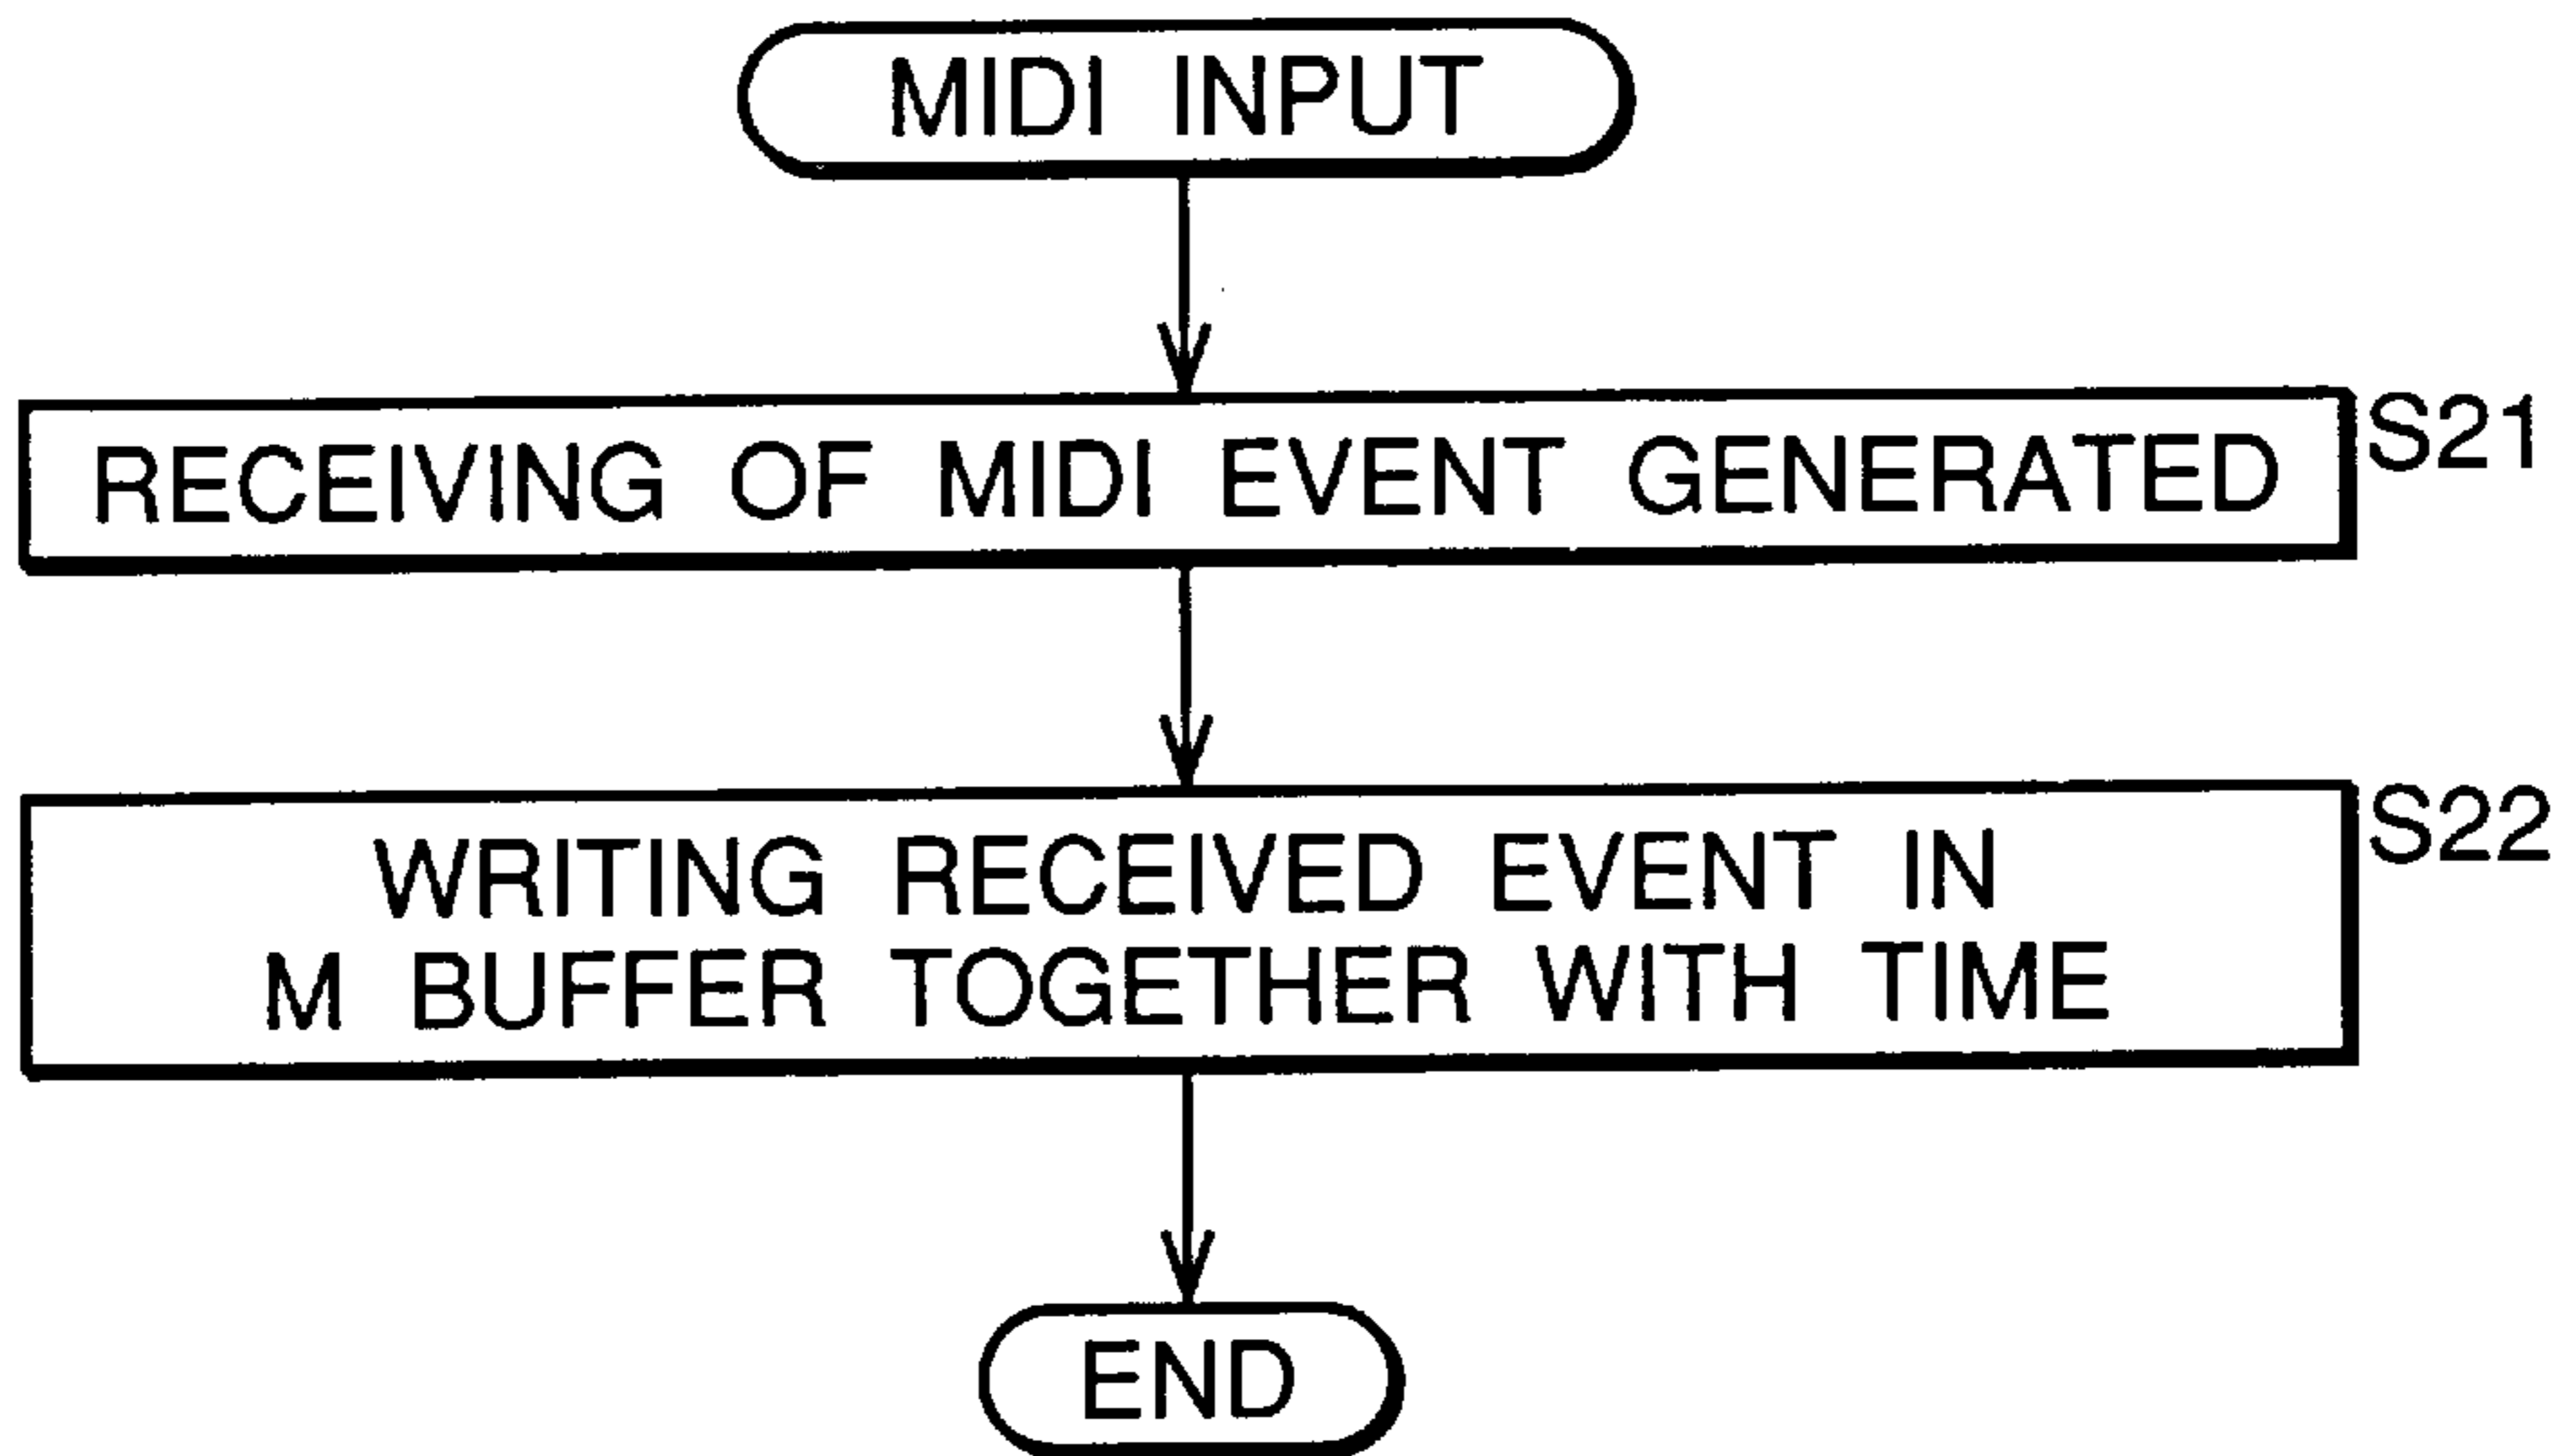 MIDI INPUT
RECEIVING OF MIDI EVENT GENERATED
S21
WRITING RECEIVED EVENT IN
M BUFFER TOGETHER WITH TIME
S22
END